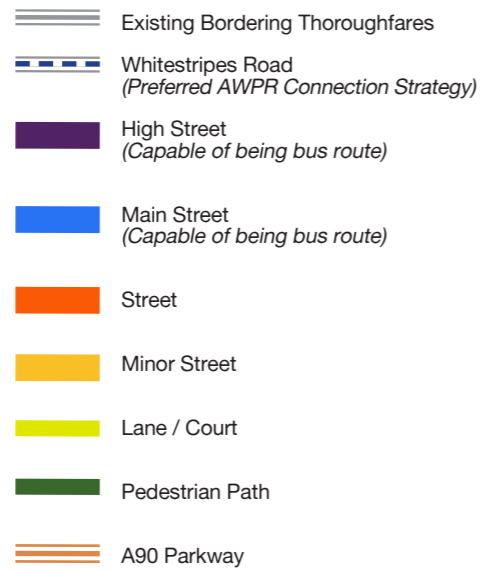 Existing Bordering Thoroughfares
Whitestripes Road
(Preferred AWPR Connection Strategy)
High Street
(Capable of being bus route)
Main Street
(Capable of being bus route)
Street
Minor Street
Lane / Court
Pedestrian Path
A90 Parkway